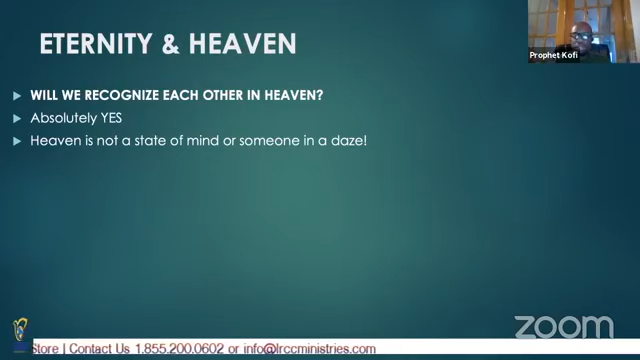 ETERNITY & HEAVEN
Prophet Kofi
WILL WE RECOGNIZE EACH OTHER IN HEAVEN?
Absolutely YES
Heaven is not a state of mind or someone in a daze!
zoom
Store | Contact Us 1.855.200.0602 or info@lrccministries.com